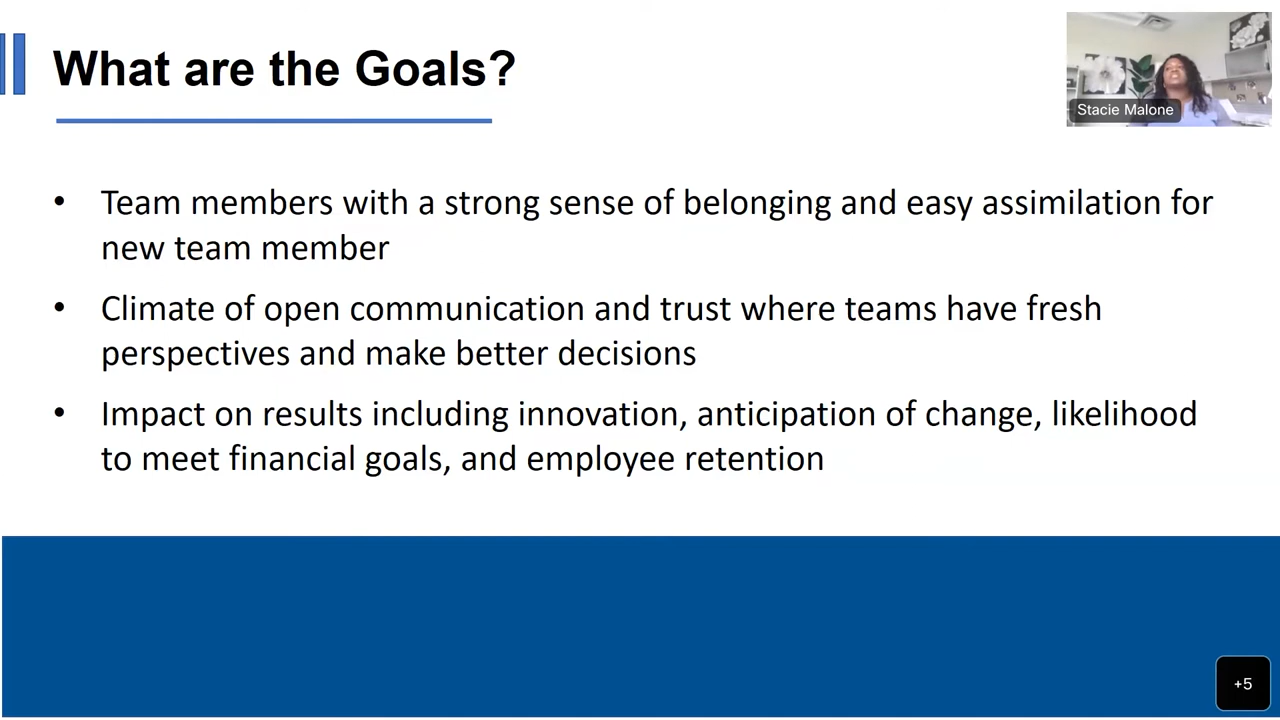 What are the Goals?
Stacie Malone
• Team members with a strong sense of belonging and easy assimilation for
new team member
• Climate of open communication and trust where teams have fresh
perspectives and make better decisions
• Impact on results including innovation, anticipation of change, likelihood
to meet financial goals, and employee retention
+5